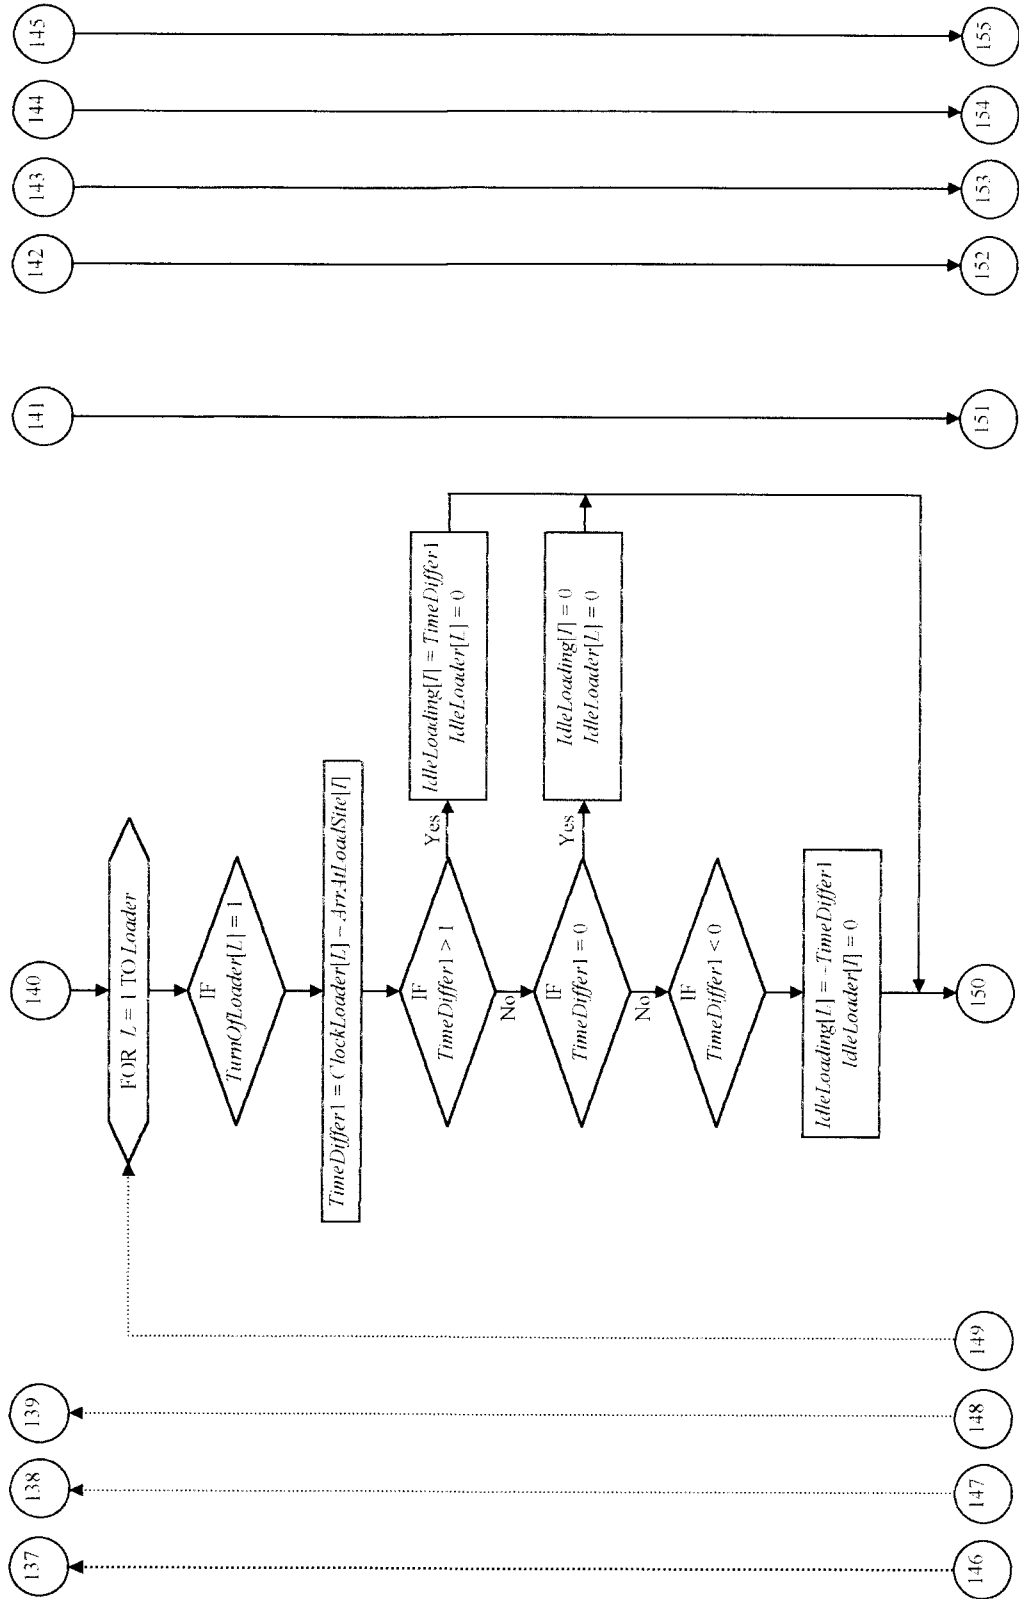 137
138
139
140
141
142
143
144
145
FOR L = 1 TO Loader
IF
TurnOfLoader[L] = 1
TimeDiffer1 = ClockLoader[L] − ArrAtLoadSite[I]
IF
TimeDiffer1 > 1
Yes
IdleLoading[I] = TimeDiffer1
IdleLoader[L] = 0
No
IF
TimeDiffer1 = 0
Yes
IdleLoading[I] = 0
IdleLoader[L] = 0
No
IF
TimeDiffer1 < 0
IdleLoading[L] = −TimeDiffer1
IdleLoader[I] = 0
146
147
148
149
150
151
152
153
154
155